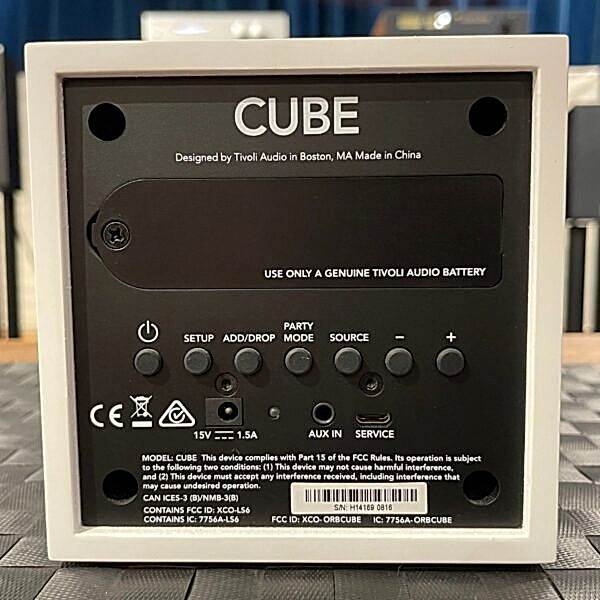 CUBE
Designed by Tivoli Audio in Boston, MA Made in China
USE ONLY A GENUINE TIVOLI AUDIO BATTERY
SETUP ADD/DROP PARTY MODE SOURCE − +
CE
15V ⎓ 1.5A AUX IN SERVICE
MODEL: CUBE This device complies with Part 15 of the FCC Rules. Its operation is subject
to the following two conditions: (1) This device may not cause harmful interference,
and (2) This device must accept any interference received, including interference that
may cause undesired operation.
CAN ICES-3 (B)/NMB-3(B)
S/N: H14169 0816
CONTAINS FCC ID: XCO-LS6
CONTAINS IC: 7756A-LS6 FCC ID: XCO-ORBCUBE IC: 7756A-ORBCUBE